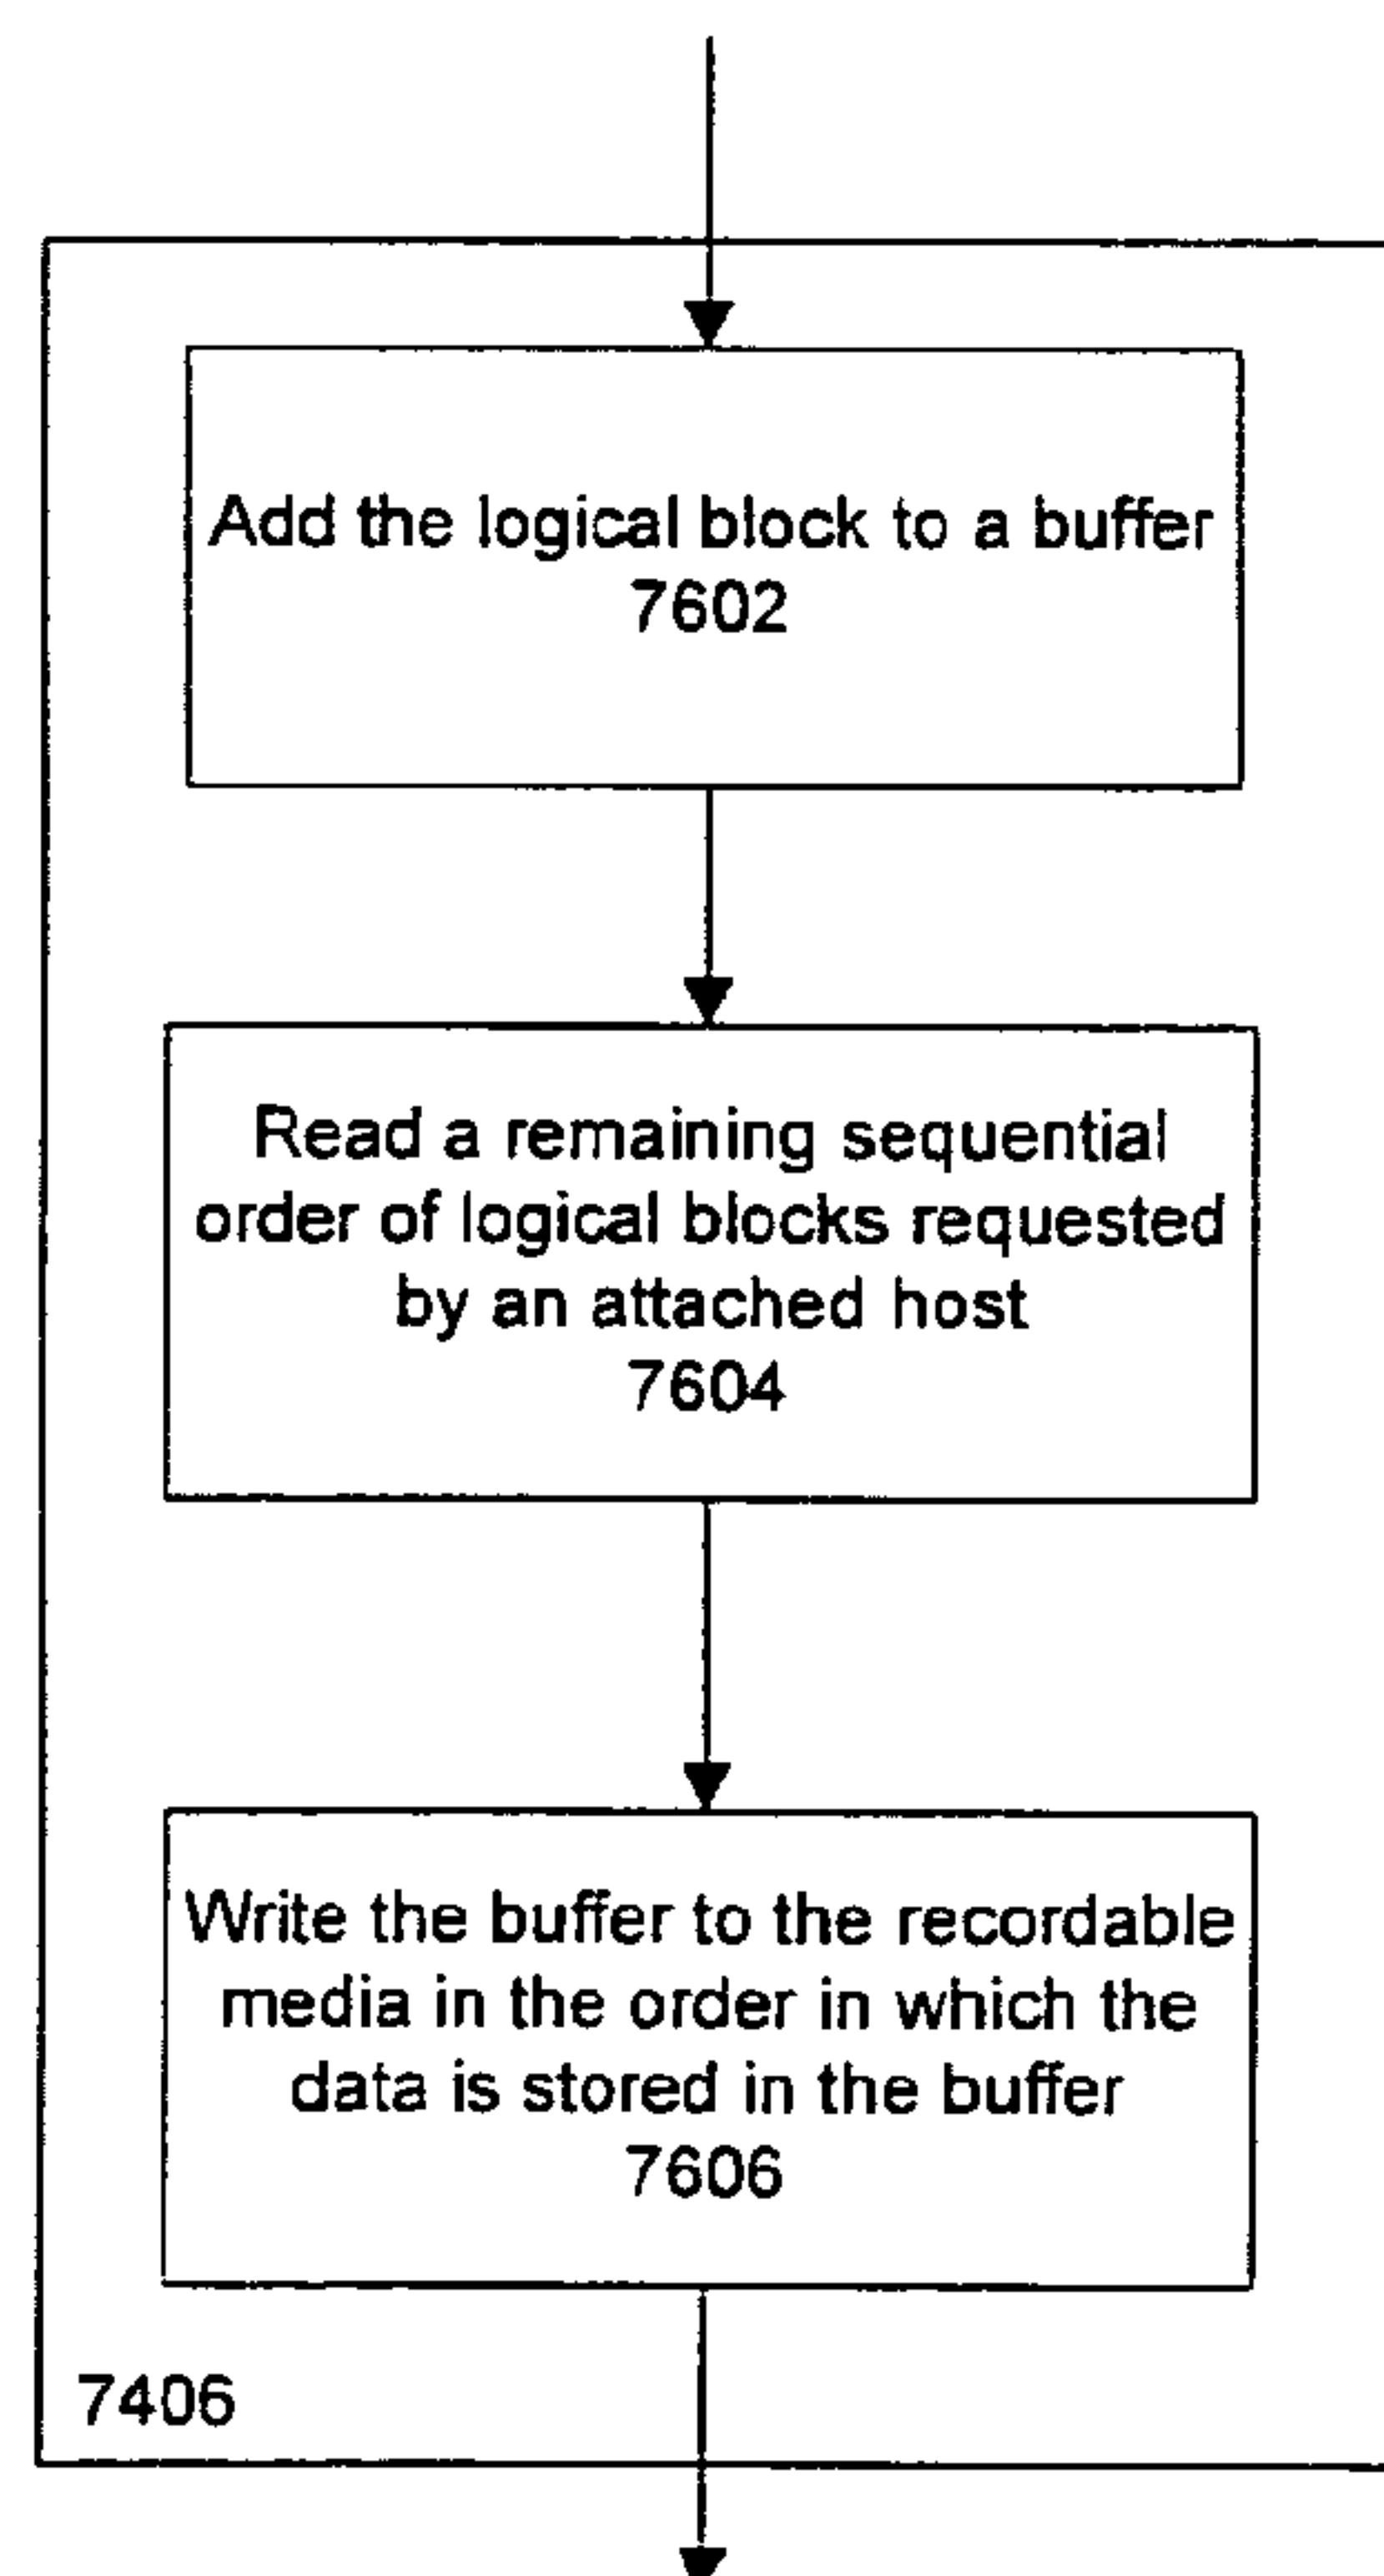 Add the logical block to a buffer
7602
Read a remaining sequential
order of logical blocks requested
by an attached host
7604
Write the buffer to the recordable
media in the order in which the
data is stored in the buffer
7606
7406